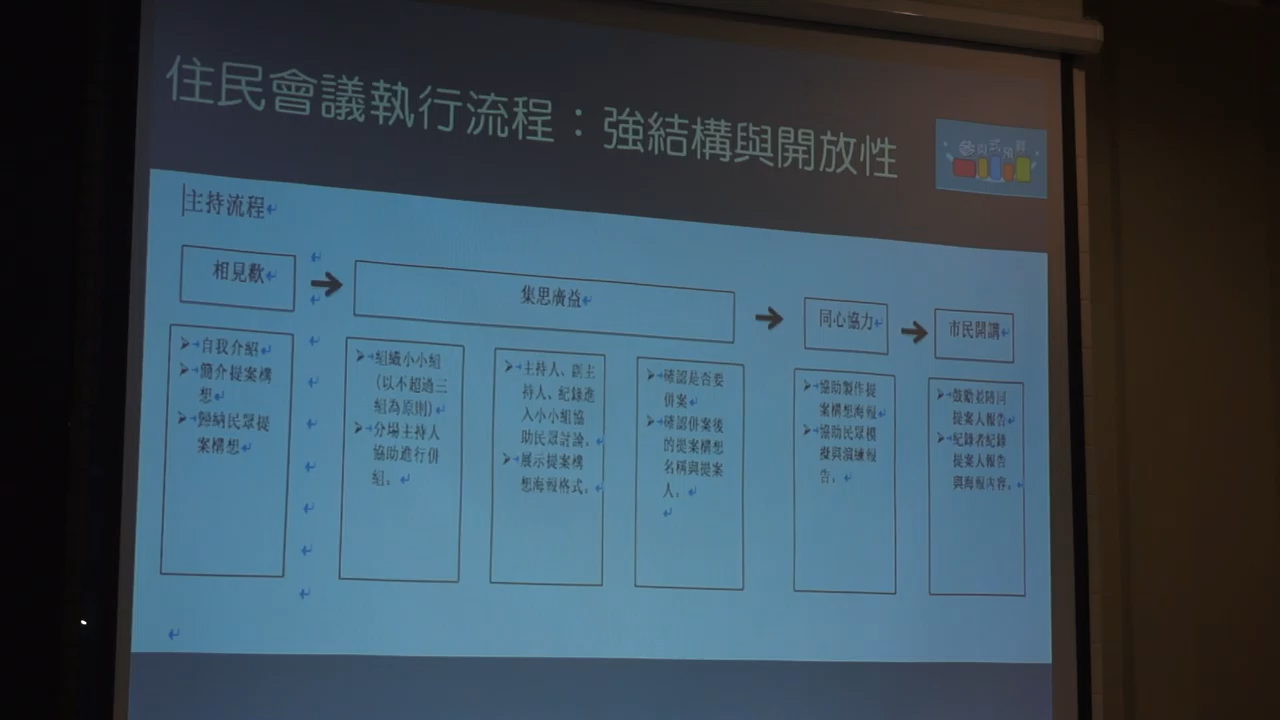 住民會議執行流程：強結構與開放性
參與式預算
主持流程
相見歡
集思廣益
同心協力
市民開講
自我介紹
簡介提案構
想
歸納民眾提
案構想
組織小小組
(以不超過三
組為原則)
分場主持人
協助進行併
組。
主持人、副主
持人、紀錄進
入小小組協
助民眾討論。
展示提案構
想海報格式。
確認是否要
併案
確認併案後
的提案構想
名稱與提案
人。
協助製作提
案構想海報
協助民眾模
擬與演練報
告。
鼓勵並陪同
提案人報告
紀錄者紀錄
提案人報告
與海報內容。